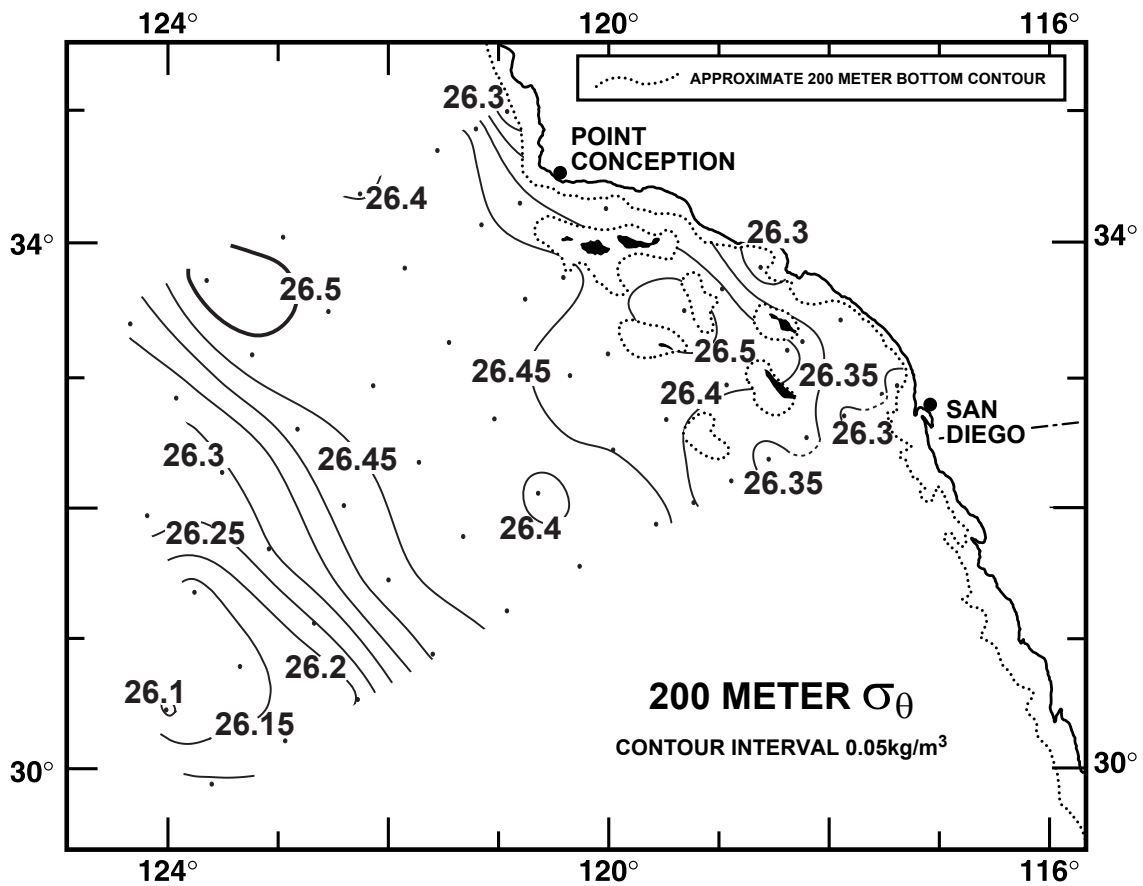 124° 120° 116°
APPROXIMATE 200 METER BOTTOM CONTOUR
26.3
POINT
CONCEPTION
26.4
34° 26.3 34°
26.5
26.5
26.45 26.35
26.4
SAN
DIEGO
26.3
26.3 26.45
26.35
26.4
26.25
26.2
26.1
26.15
200 METER σθ
CONTOUR INTERVAL 0.05kg/m³
30° 30°
124° 120° 116°